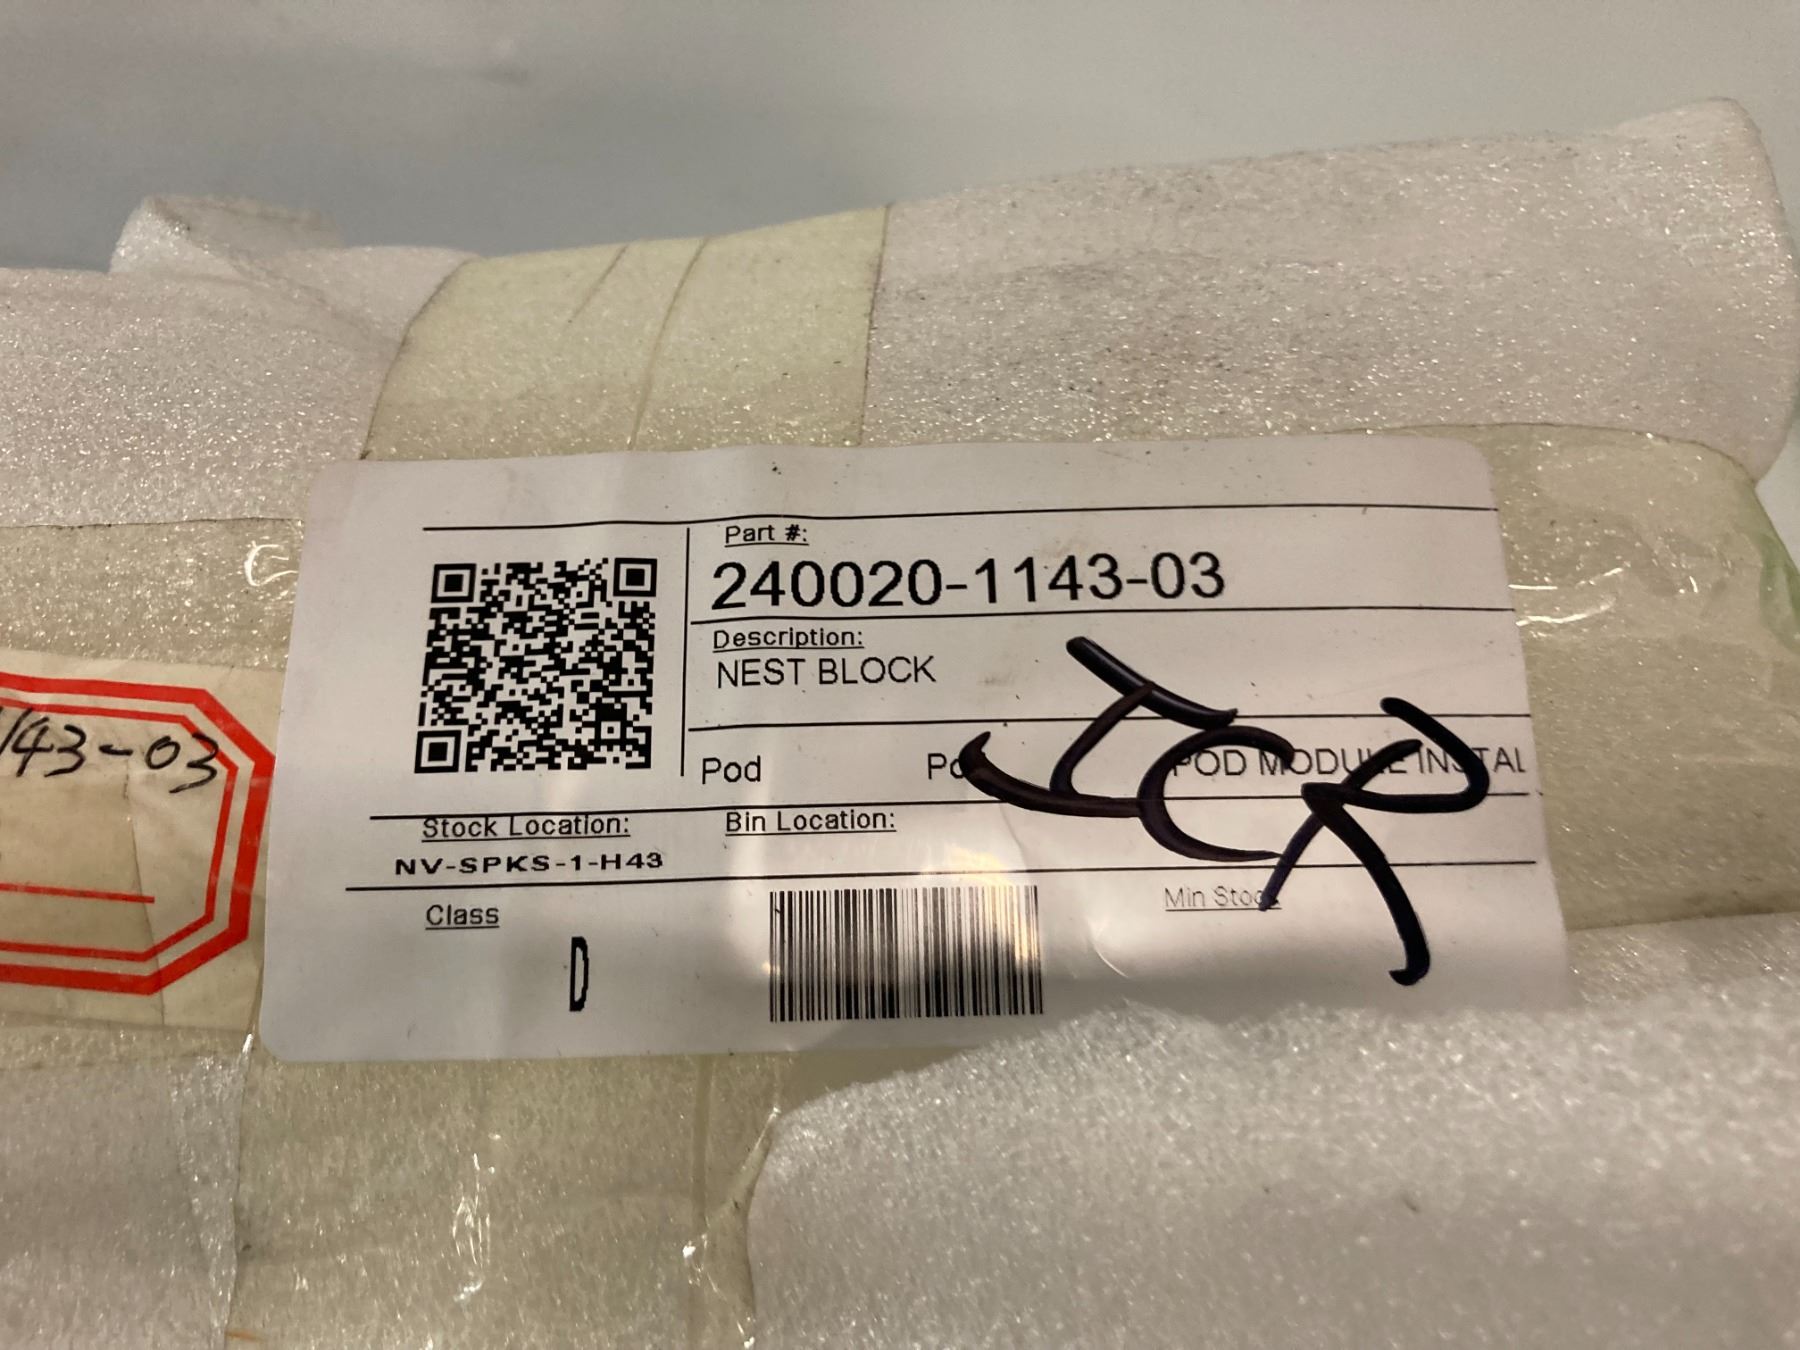 Part #:
240020-1143-03
Description:
NEST BLOCK
Pod POD MODULE INSTAL
Stock Location:
NV-SPKS-1-H43
Bin Location:
Class
D
Min Stock
1143-03